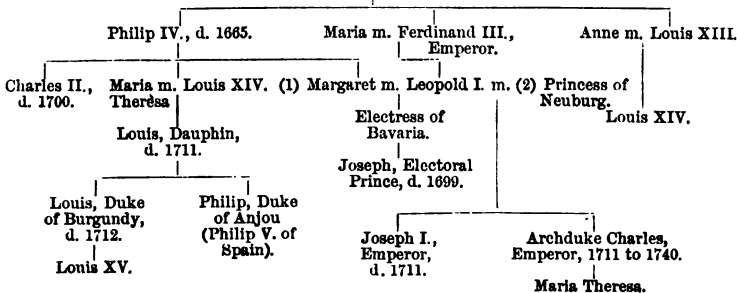 Philip IV., d. 1665. Maria m. Ferdinand III., Anne m. Louis XIII.
Emperor.
Charles II., Maria m. Louis XIV. (1) Margaret m. Leopold I. m. (2) Princess of
d. 1700. Therèsa Neuburg.
Electress of Louis XIV.
Bavaria.
Louis, Dauphin,
d. 1711.
Joseph, Electoral
Prince, d. 1699.
Louis, Duke Philip, Duke
of Burgundy, of Anjou
d. 1712. (Philip V. of
Spain).
Louis XV.
Joseph I., Archduke Charles,
Emperor, Emperor, 1711 to 1740.
d. 1711.
Maria Theresa.